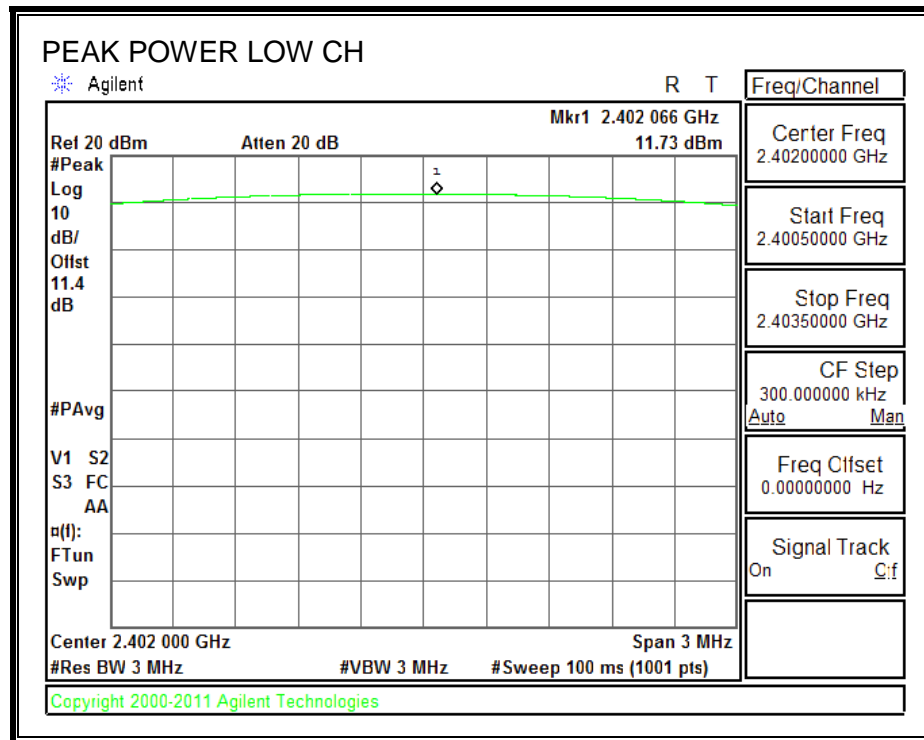 PEAK POWER LOW CH
Agilent
R T
Freq/Channel
Mkr1 2.402 066 GHz
Ref 20 dBm
Atten 20 dB
11.73 dBm
#Peak
Log
10
dB/
Offst
11.4
dB
1
#PAvg
V1 S2
S3 FC
AA
¤(f):
FTun
Swp
Center 2.402 000 GHz
Span 3 MHz
#Res BW 3 MHz
#VBW 3 MHz
#Sweep 100 ms (1001 pts)
Center Freq
2.40200000 GHz
Start Freq
2.40050000 GHz
Stop Freq
2.40350000 GHz
CF Step
300.000000 kHz
Auto Man
Freq Offset
0.00000000 Hz
Signal Track
On Off
Copyright 2000-2011 Agilent Technologies